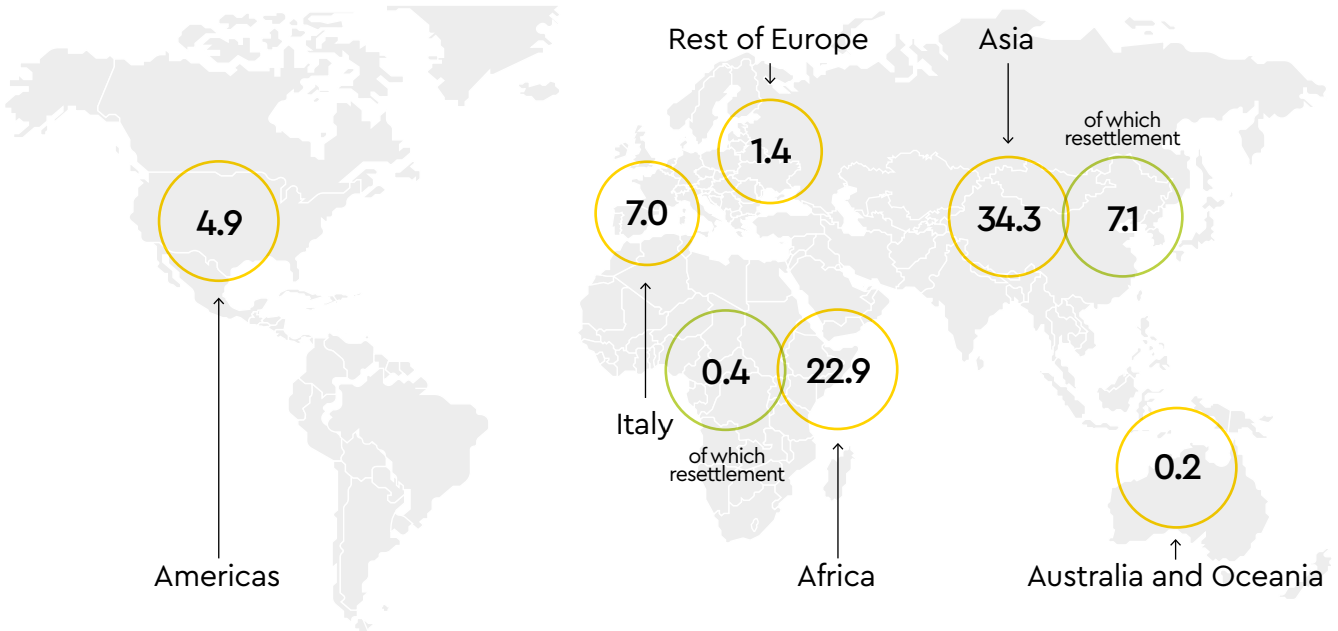 Rest of Europe
Asia
of which
resettlement
1.4
4.9
7.0
34.3
7.1
0.4
22.9
Italy
of which
resettlement
0.2
Americas
Africa
Australia and Oceania